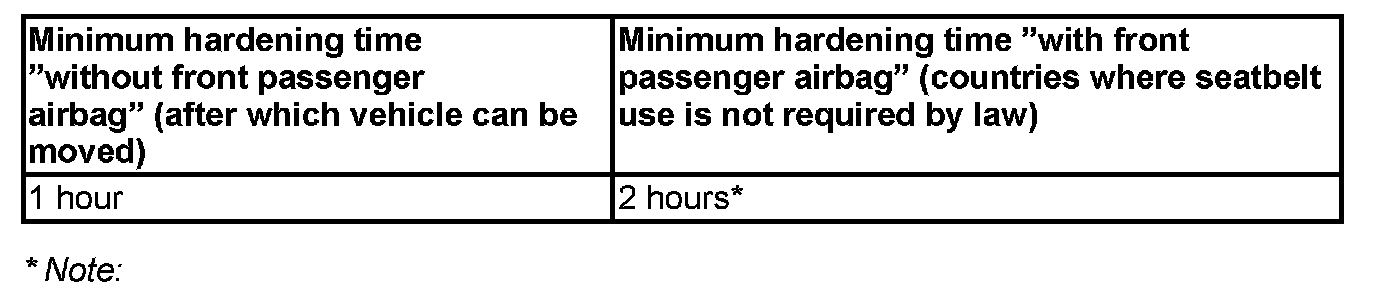 Minimum hardening time
”without front passenger
airbag” (after which vehicle can be
moved)
Minimum hardening time ”with front
passenger airbag” (countries where seatbelt
use is not required by law)
1 hour
2 hours*
* Note: